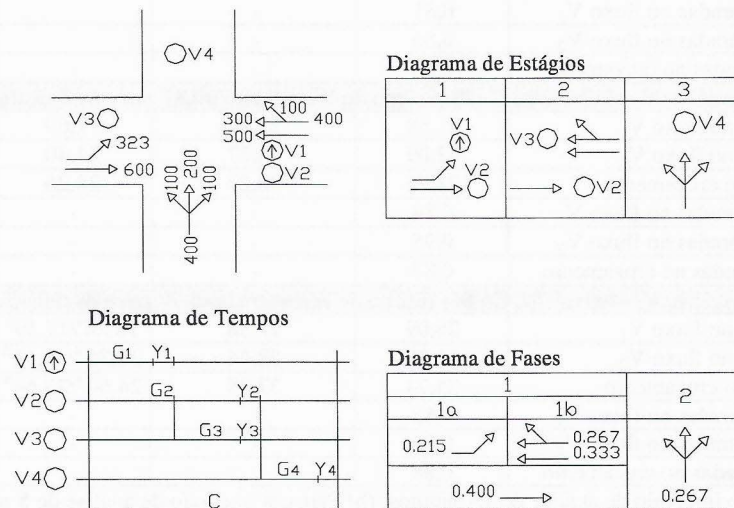 V4
V3
323
600
100
300
400
500
V1
V2
100
200
100
400
Diagrama de Estágios
1
2
3
V1
V2
V3
V2
V4
Diagrama de Tempos
V1
G1
Y1
V2
G2
Y2
V3
G3
Y3
V4
G4
Y4
C
Diagrama de Fases
1
2
1a
1b
0.215
0.267
0.333
0.400
0.267